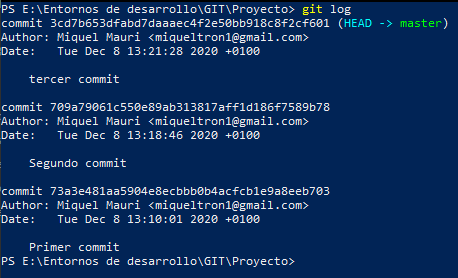 PS E:\Entornos de desarrollo\GIT\Proyecto> git log
commit 3cd7b653dfabd7daaaec4f2e50bb918c8f2cf601 (HEAD -> master)
Author: Miquel Mauri <miqueltron1@gmail.com>
Date:   Tue Dec 8 13:21:28 2020 +0100
    tercer commit
commit 709a79061c550e89ab313817aff1d186f7589b78
Author: Miquel Mauri <miqueltron1@gmail.com>
Date:   Tue Dec 8 13:18:46 2020 +0100
    Segundo commit
commit 73a3e481aa5904e8ecbbb0b4acfcb1e9a8eeb703
Author: Miquel Mauri <miqueltron1@gmail.com>
Date:   Tue Dec 8 13:10:01 2020 +0100
    Primer commit
PS E:\Entornos de desarrollo\GIT\Proyecto>